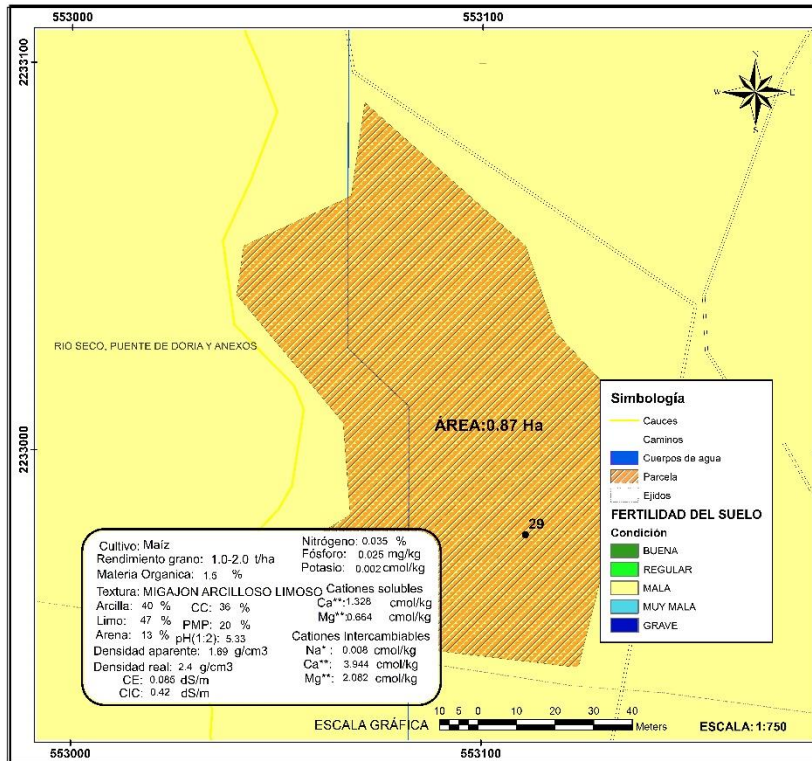 553000 553100
2233100
N
W E
S
RIO SECO, PUENTE DE DORIA Y ANEXOS
ÁREA:0.87 Ha
2233000
29
Simbología
Cauces
Caminos
Cuerpos de agua
Parcela
Ejidos
FERTILIDAD DEL SUELO
Condición
BUENA
REGULAR
MALA
MUY MALA
GRAVE
Cultivo: Maíz
Rendimiento grano: 1.0-2.0 t/ha
Materia Organica: 1.5 %
Textura: MIGAJON ARCILLOSO LIMOSO
Arcilla: 40 % CC: 36 %
Limo: 47 % PMP: 20 %
Arena: 13 % pH(1:2): 5.33
Densidad aparente: 1.69 g/cm3
Densidad real: 2.4 g/cm3
CE: 0.085 dS/m
CIC: 0.42 dS/m
Nitrógeno: 0.035 %
Fósforo: 0.025 mg/kg
Potasio: 0.002 cmol/kg
Cationes solubles
Ca**: 1.328 cmol/kg
Mg**: 0.664 cmol/kg
Cationes Intercambiables
Na*: 0.008 cmol/kg
Ca**: 3.944 cmol/kg
Mg**: 2.082 cmol/kg
ESCALA GRÁFICA
10 5 0 10 20 30 40
Meters
ESCALA: 1:750
553000 553100